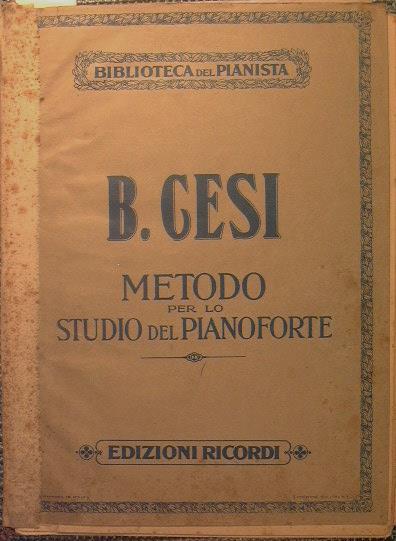 BIBLIOTECA DEL PIANISTA
B. CESI
METODO
PER LO
STUDIO DEL PIANOFORTE
EDIZIONI RICORDI